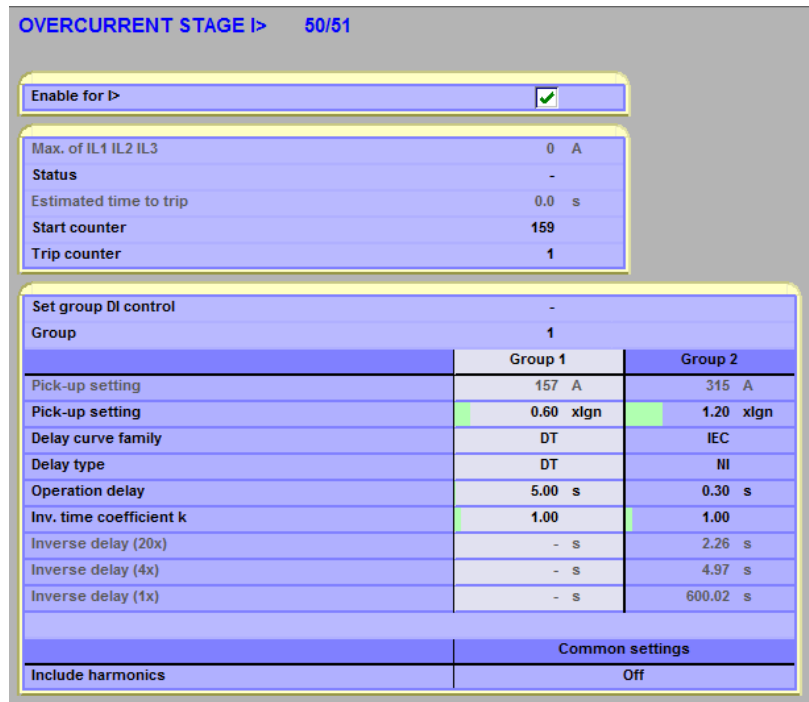 OVERCURRENT STAGE I> 50/51
Enable for I>
Max. of IL1 IL2 IL3 0 A
Status -
Estimated time to trip 0.0 s
Start counter 159
Trip counter 1
Set group DI control -
Group 1
Group 1 Group 2
Pick-up setting 157 A 315 A
Pick-up setting 0.60 xIgn 1.20 xIgn
Delay curve family DT IEC
Delay type DT NI
Operation delay 5.00 s 0.30 s
Inv. time coefficient k 1.00 1.00
Inverse delay (20x) - s 2.26 s
Inverse delay (4x) - s 4.97 s
Inverse delay (1x) - s 600.02 s
Common settings
Include harmonics Off